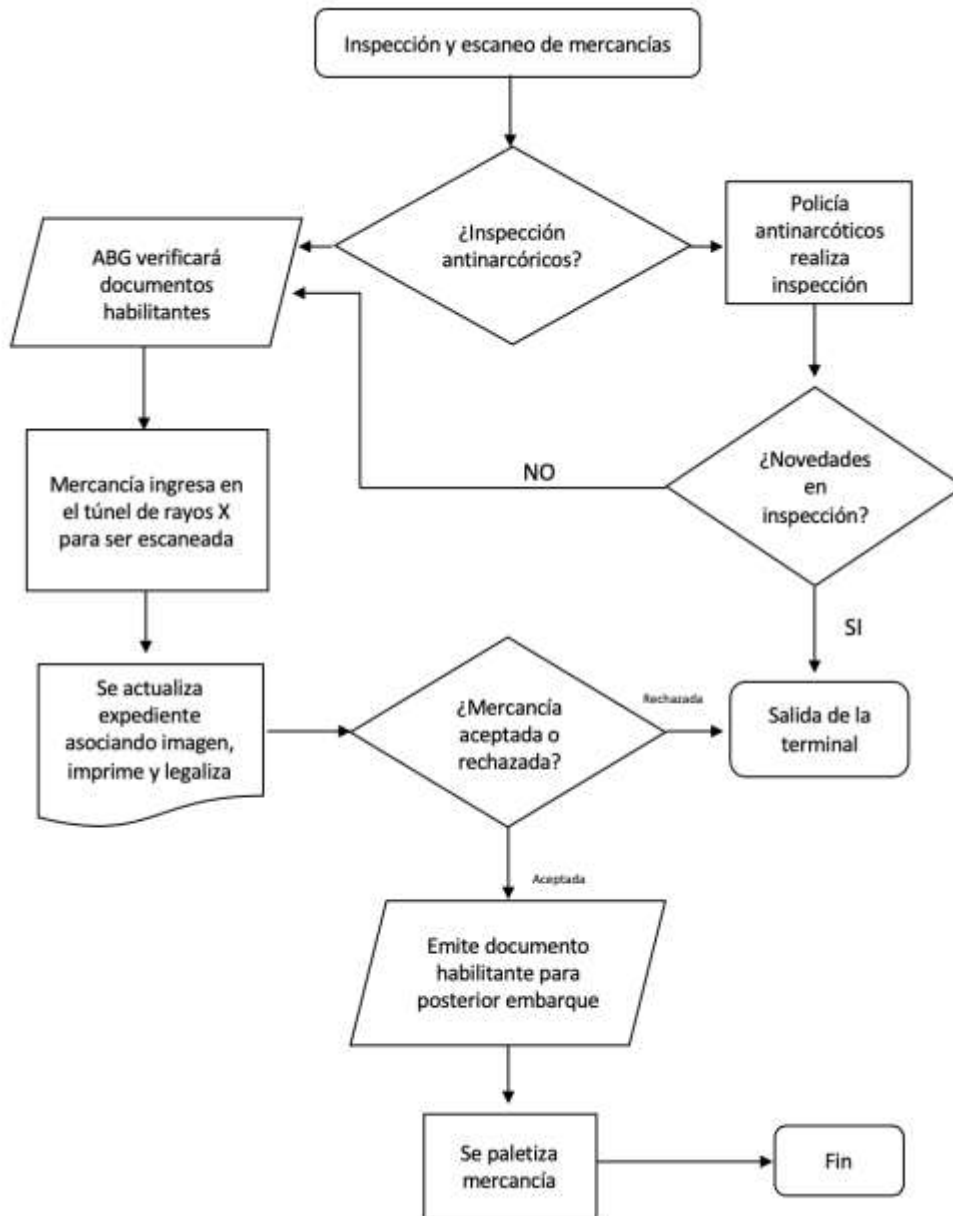 Inspección y escaneo de mercancías
¿Inspección
antinarcóricos?
Policía
antinarcóticos
realiza
inspección
ABG verificará
documentos
habilitantes
¿Novedades
en
inspección?
NO
SI
Mercancía ingresa en
el túnel de rayos X
para ser escaneada
Se actualiza
expediente
asociando imagen,
imprime y legaliza
¿Mercancía
aceptada o
rechazada?
Rechazada
Salida de la
terminal
Aceptada
Emite documento
habilitante para
posterior embarque
Se paletiza
mercancía
Fin